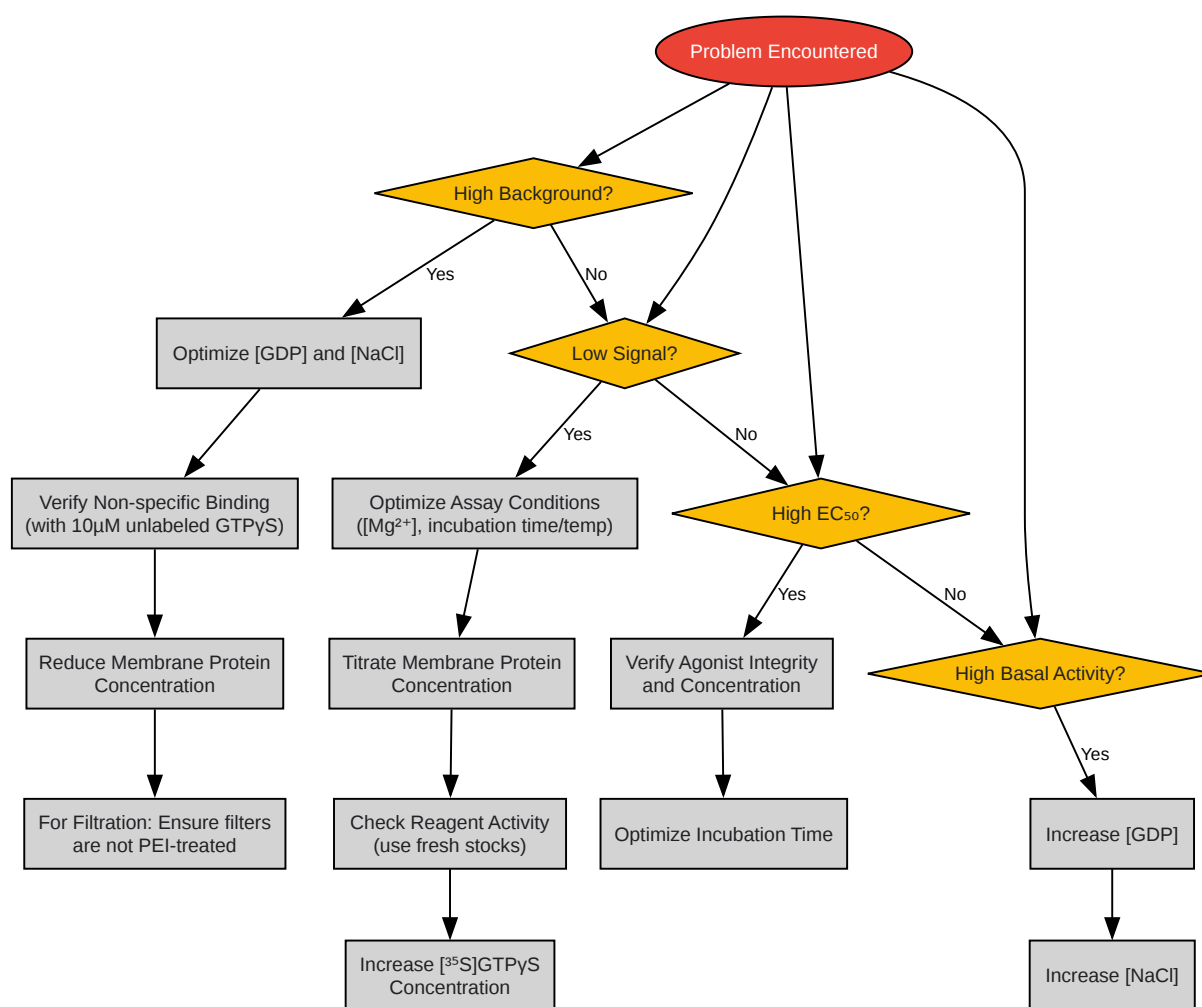 Problem Encountered
High Background?
Yes
No
Optimize [GDP] and [NaCl]
Low Signal?
Yes
No
Verify Non-specific Binding
(with 10µM unlabeled GTPγS)
Optimize Assay Conditions
([Mg²⁺], incubation time/temp)
High EC₅₀?
Yes
No
Reduce Membrane Protein
Concentration
Titrate Membrane Protein
Concentration
Verify Agonist Integrity
and Concentration
High Basal Activity?
Yes
For Filtration: Ensure filters
are not PEI-treated
Check Reagent Activity
(use fresh stocks)
Optimize Incubation Time
Increase [GDP]
Increase [³⁵S]GTPγS
Concentration
Increase [NaCl]